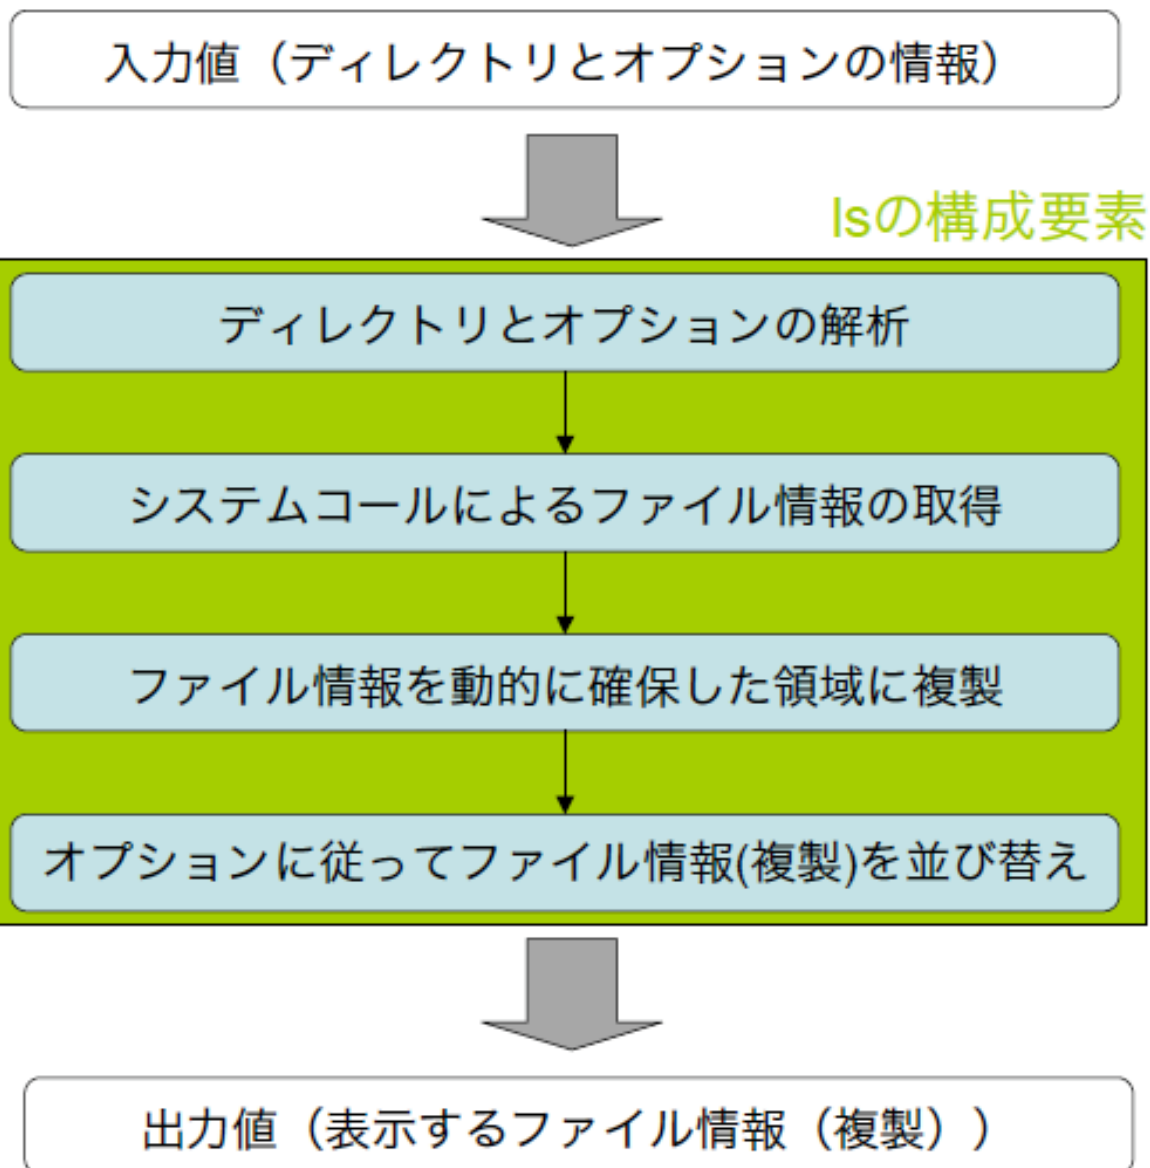 入力値（ディレクトリとオプションの情報）
lsの構成要素
ディレクトリとオプションの解析
システムコールによるファイル情報の取得
ファイル情報を動的に確保した領域に複製
オプションに従ってファイル情報(複製)を並び替え
出力値（表示するファイル情報（複製））